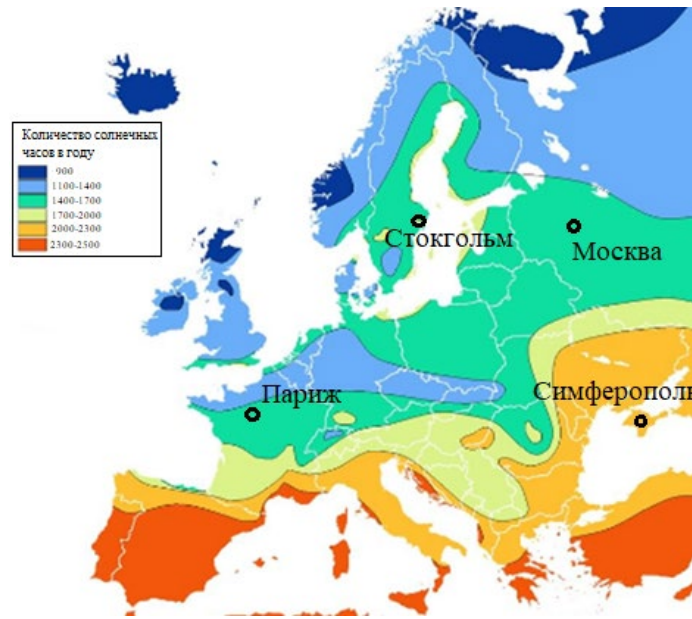 Количество солнечных
часов в году
900
1100-1400
1400-1700
1700-2000
2000-2300
2300-2500
Стокгольм
Москва
Париж
Симферополь